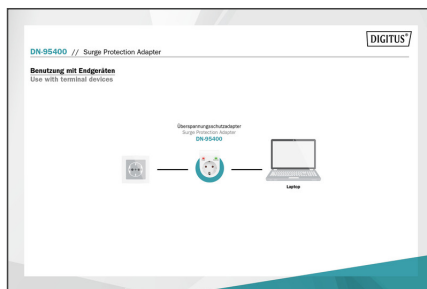 DIGITUS®
DN-95400 // Surge Protection Adapter
Benutzung mit Endgeräten
Use with terminal devices
Überspannungsschutzadapter
Surge Protection Adapter
DN-95400
Laptop